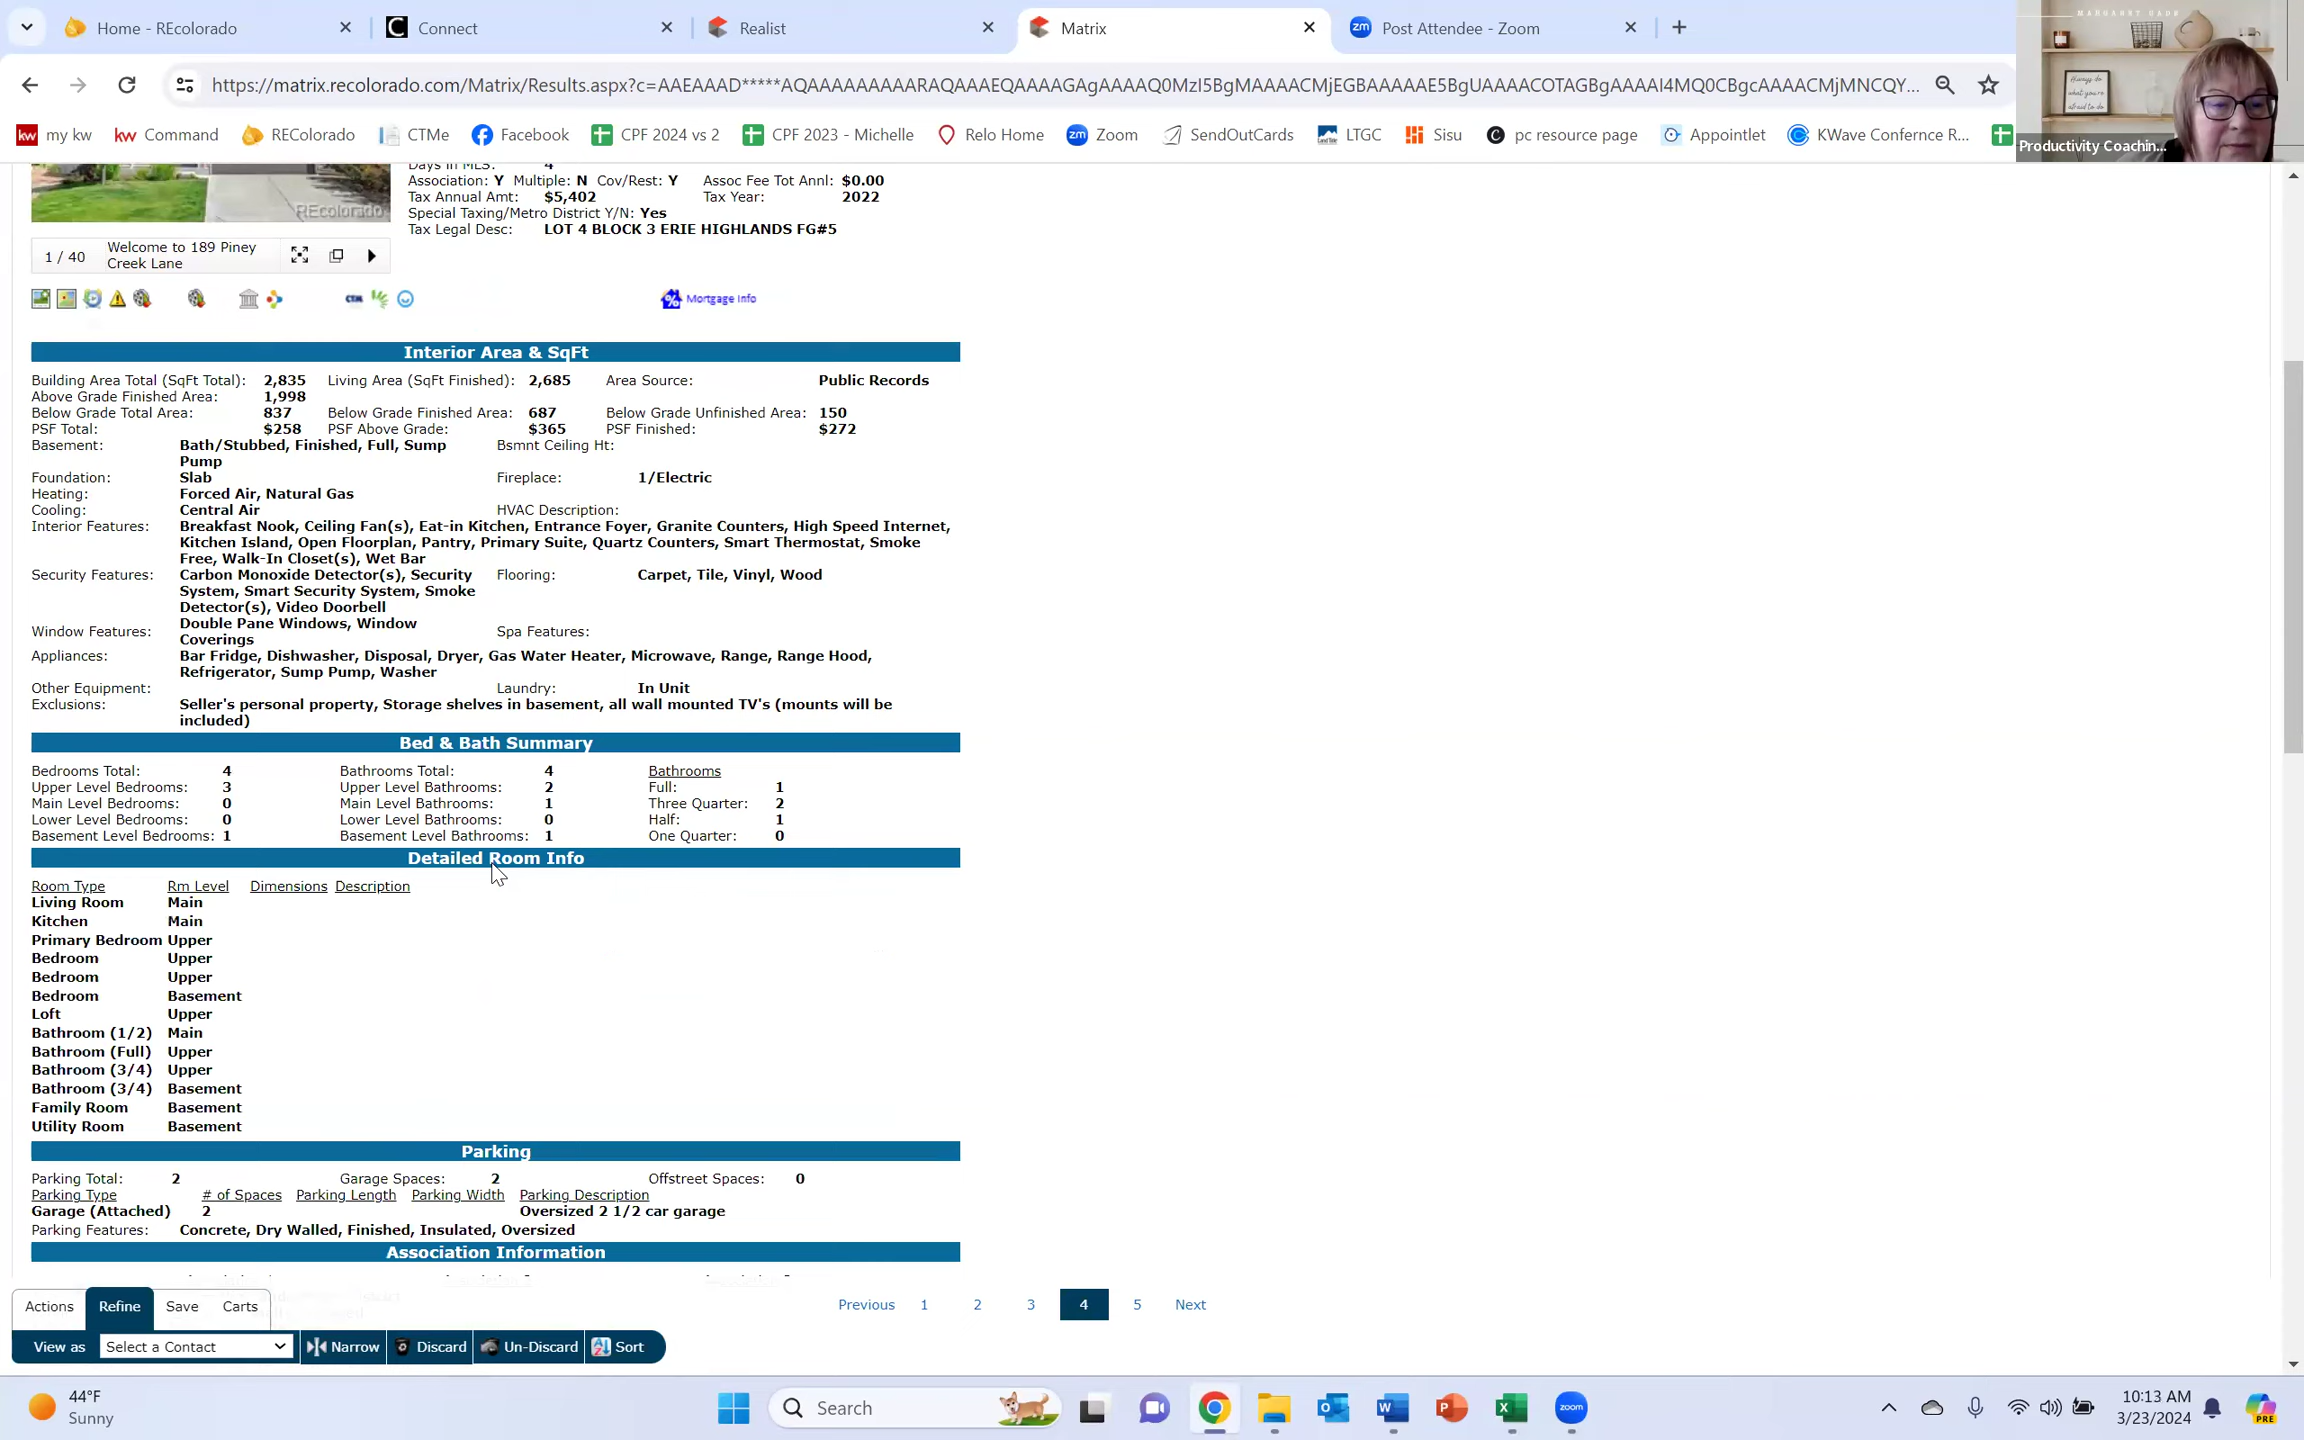 Home - REcolorado
Connect
Realist
Matrix
Post Attendee - Zoom
https://matrix.recolorado.com/Matrix/Results.aspx?c=AAEAAAD*****AQAAAAAAAAARAQAAAEQAAAAGAgAAAAQ0MzI5BgMAAAACMjEGBAAAAAE5BgUAAAACOTAGBgAAAAI4MQ0CBgcAAAACMjMNCQY...
my kw
Command
REColorado
CTMe
Facebook
CPF 2024 vs 2
CPF 2023 - Michelle
Relo Home
Zoom
SendOutCards
LTGC
Sisu
pc resource page
Appointlet
KWave Confernce R...
MARGARET GADE
Always do what you're afraid to do
Productivity Coachin...
REcolorado
Days in MLS: 4
Association: Y Multiple: N Cov/Rest: Y Assoc Fee Tot Annl: $0.00
Tax Annual Amt: $5,402 Tax Year: 2022
Special Taxing/Metro District Y/N: Yes
Tax Legal Desc: LOT 4 BLOCK 3 ERIE HIGHLANDS FG#5
1 / 40 Welcome to 189 Piney
Creek Lane
CTM
Mortgage Info
Interior Area & SqFt
Building Area Total (SqFt Total): 2,835 Living Area (SqFt Finished): 2,685 Area Source: Public Records
Above Grade Finished Area: 1,998
Below Grade Total Area: 837 Below Grade Finished Area: 687 Below Grade Unfinished Area: 150
PSF Total: $258 PSF Above Grade: $365 PSF Finished: $272
Basement: Bath/Stubbed, Finished, Full, Sump Bsmnt Ceiling Ht:
Pump
Foundation: Slab Fireplace: 1/Electric
Heating: Forced Air, Natural Gas
Cooling: Central Air HVAC Description:
Interior Features: Breakfast Nook, Ceiling Fan(s), Eat-in Kitchen, Entrance Foyer, Granite Counters, High Speed Internet,
Kitchen Island, Open Floorplan, Pantry, Primary Suite, Quartz Counters, Smart Thermostat, Smoke
Free, Walk-In Closet(s), Wet Bar
Security Features: Carbon Monoxide Detector(s), Security Flooring: Carpet, Tile, Vinyl, Wood
System, Smart Security System, Smoke
Detector(s), Video Doorbell
Window Features: Double Pane Windows, Window Spa Features:
Coverings
Appliances: Bar Fridge, Dishwasher, Disposal, Dryer, Gas Water Heater, Microwave, Range, Range Hood,
Refrigerator, Sump Pump, Washer
Other Equipment: Laundry: In Unit
Exclusions: Seller's personal property, Storage shelves in basement, all wall mounted TV's (mounts will be
included)
Bed & Bath Summary
Bedrooms Total: 4 Bathrooms Total: 4 Bathrooms
Upper Level Bedrooms: 3 Upper Level Bathrooms: 2 Full: 1
Main Level Bedrooms: 0 Main Level Bathrooms: 1 Three Quarter: 2
Lower Level Bedrooms: 0 Lower Level Bathrooms: 0 Half: 1
Basement Level Bedrooms: 1 Basement Level Bathrooms: 1 One Quarter: 0
Detailed Room Info
Room Type Rm Level Dimensions Description
Living Room Main
Kitchen Main
Primary Bedroom Upper
Bedroom Upper
Bedroom Upper
Bedroom Basement
Loft Upper
Bathroom (1/2) Main
Bathroom (Full) Upper
Bathroom (3/4) Upper
Bathroom (3/4) Basement
Family Room Basement
Utility Room Basement
Parking
Parking Total: 2 Garage Spaces: 2 Offstreet Spaces: 0
Parking Type # of Spaces Parking Length Parking Width Parking Description
Garage (Attached) 2 Oversized 2 1/2 car garage
Parking Features: Concrete, Dry Walled, Finished, Insulated, Oversized
Association Information
Actions Refine Save Carts
Previous 1 2 3 4 5 Next
View as Select a Contact Narrow Discard Un-Discard Sort
44°F
Sunny
Search
zoom
10:13 AM
3/23/2024
PRE